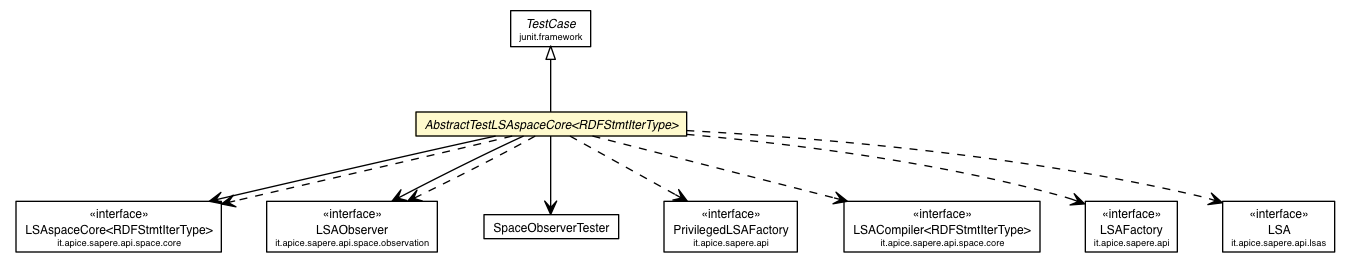 TestCase
junit.framework
AbstractTestLSAspaceCore<RDFStmtIterType>
«interface»
LSAspaceCore<RDFStmtIterType>
it.apice.sapere.api.space.core
«interface»
LSAObserver
it.apice.sapere.api.space.observation
SpaceObserverTester
«interface»
PrivilegedLSAFactory
it.apice.sapere.api
«interface»
LSACompiler<RDFStmtIterType>
it.apice.sapere.api.space.core
«interface»
LSAFactory
it.apice.sapere.api
«interface»
LSA
it.apice.sapere.api.lsas